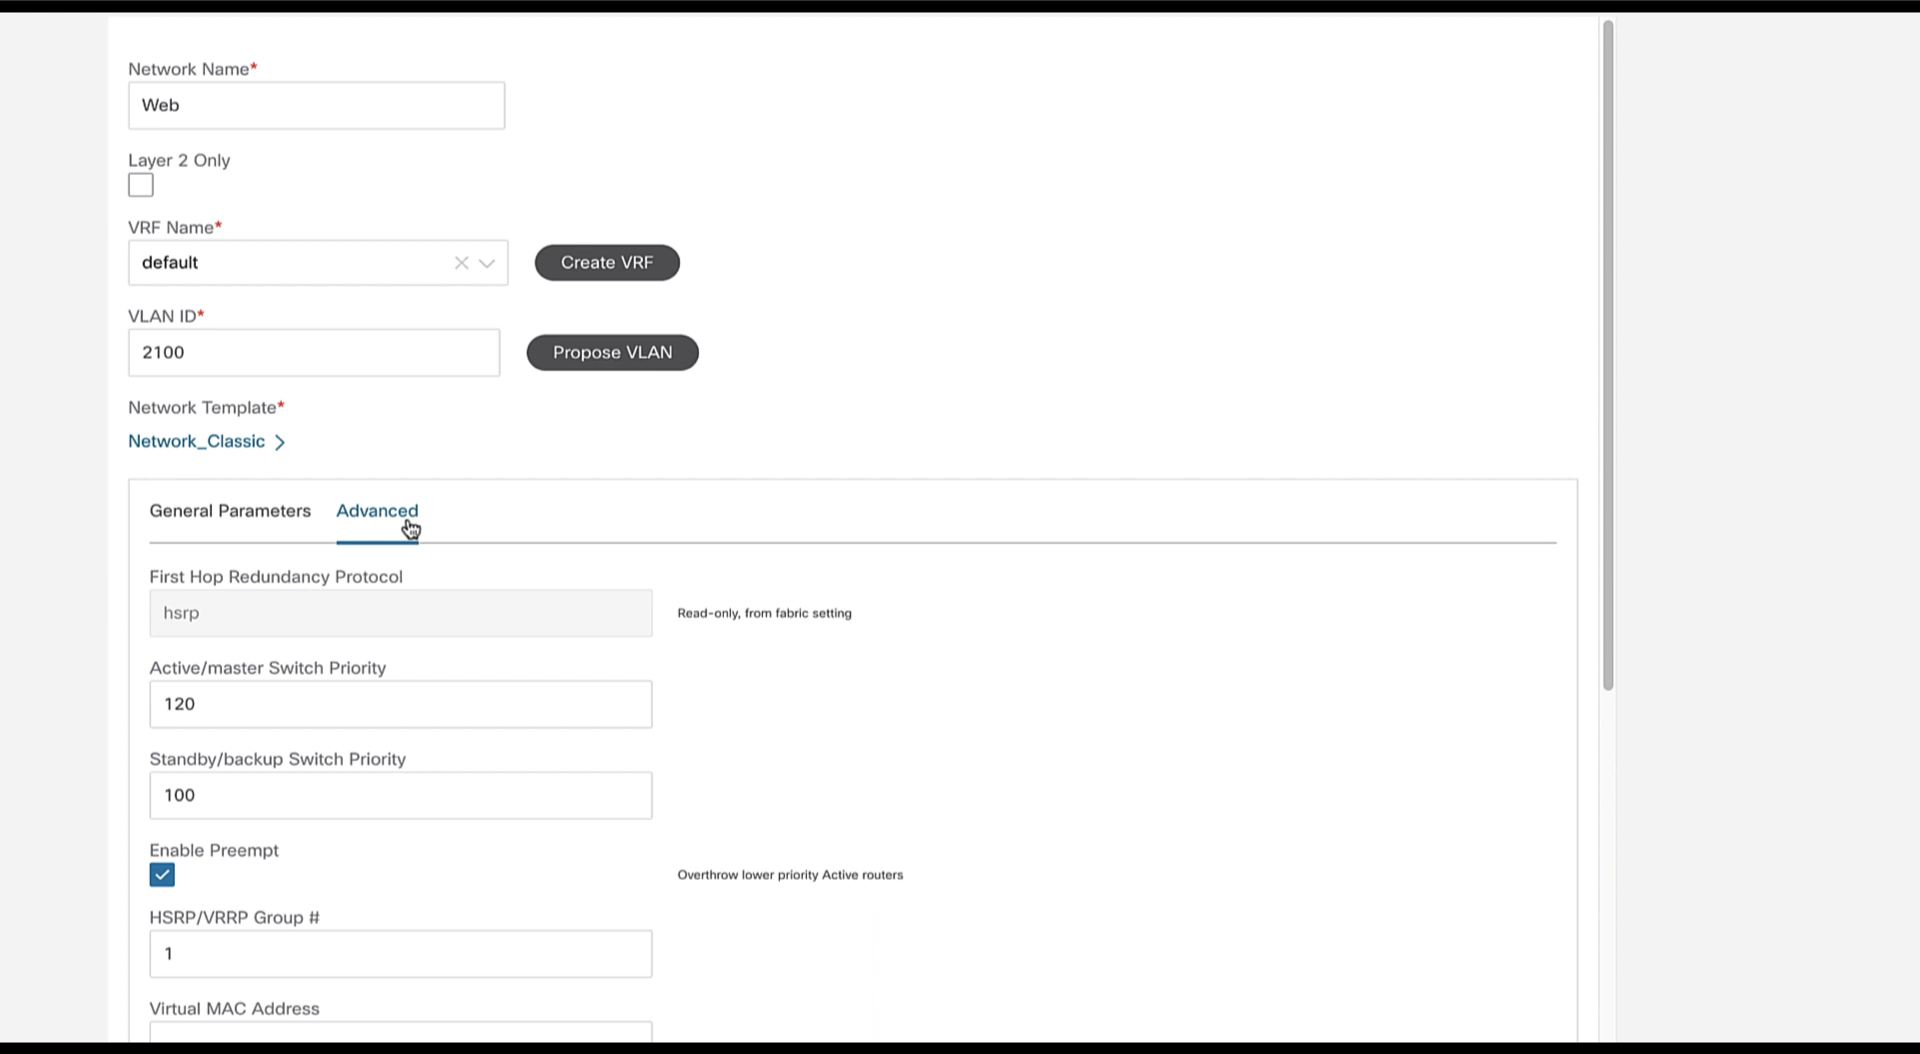 Network Name*
Web
Layer 2 Only
VRF Name*
default
Create VRF
VLAN ID*
2100
Propose VLAN
Network Template*
Network_Classic
General Parameters
Advanced
First Hop Redundancy Protocol
hsrp
Read-only, from fabric setting
Active/master Switch Priority
120
Standby/backup Switch Priority
100
Enable Preempt
Overthrow lower priority Active routers
HSRP/VRRP Group #
1
Virtual MAC Address